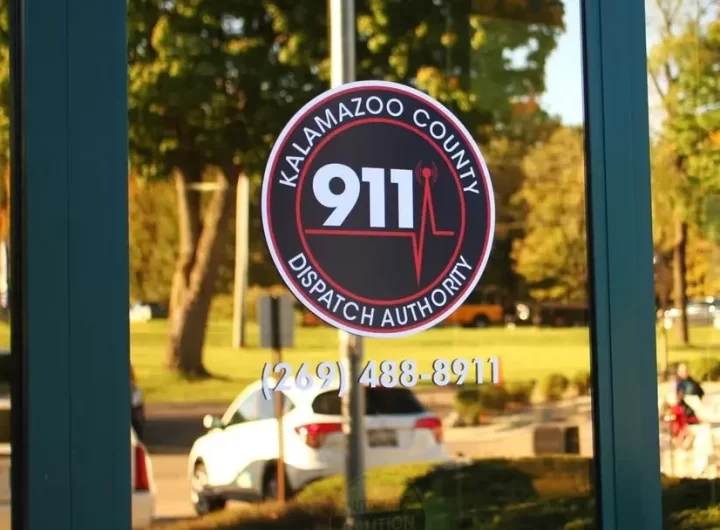 KALAMAZOO COUNTY
911
DISPATCH AUTHORITY
(269) 488-8911